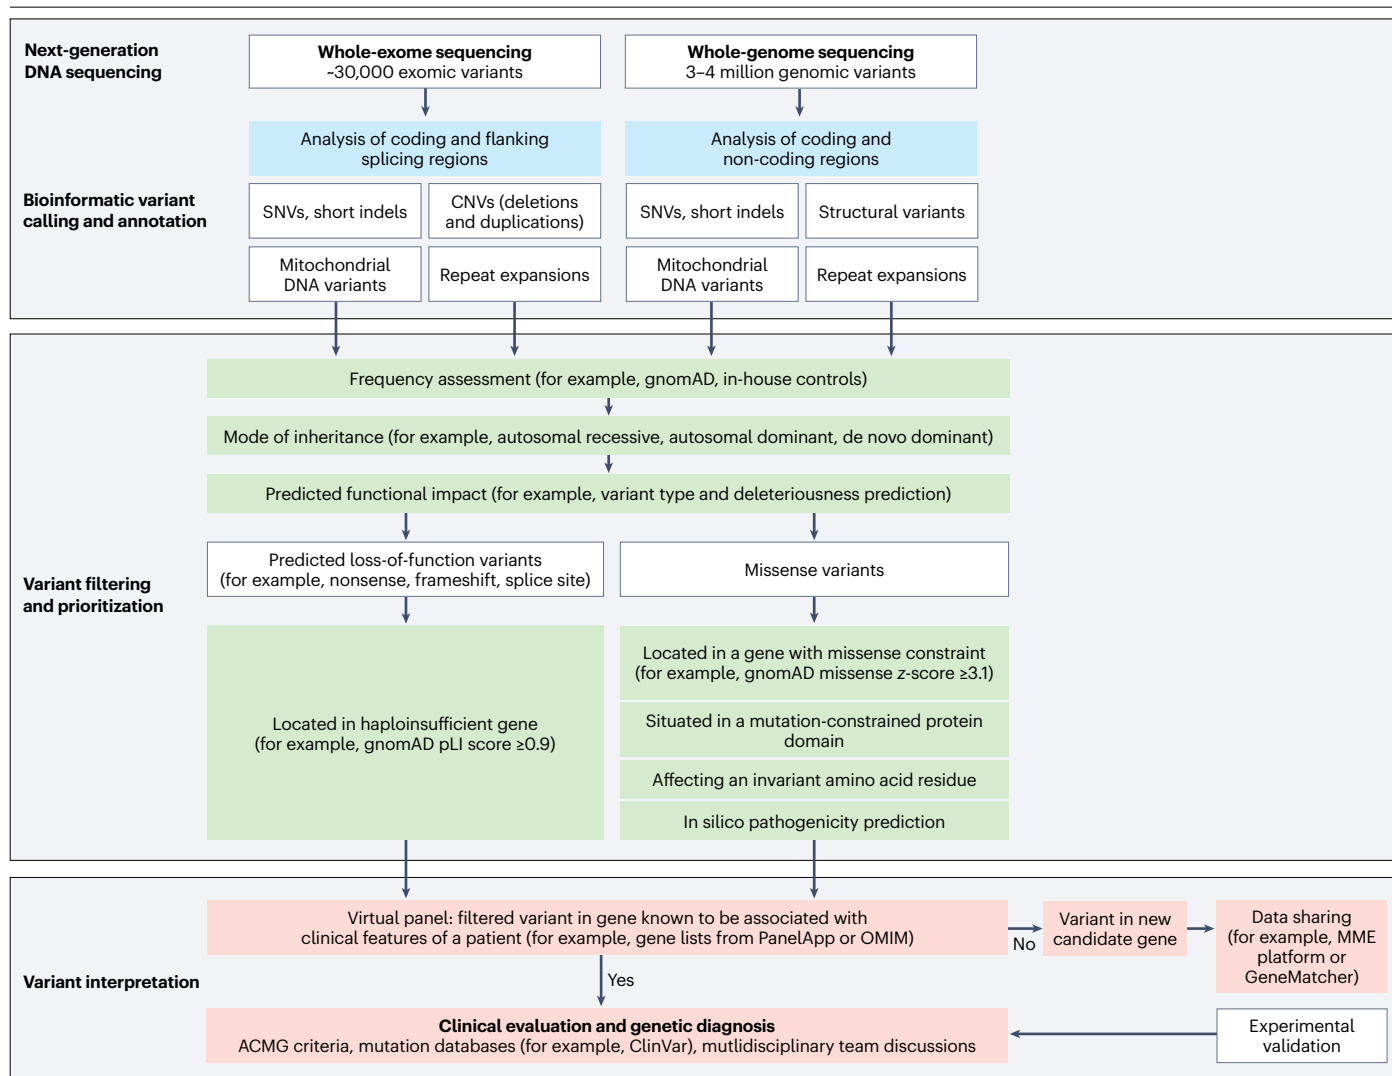 Next-generation
DNA sequencing
Whole-exome sequencing
~30,000 exomic variants
Whole-genome sequencing
3–4 million genomic variants
Analysis of coding and flanking
splicing regions
Analysis of coding and
non-coding regions
Bioinformatic variant
calling and annotation
SNVs, short indels
CNVs (deletions
and duplications)
SNVs, short indels
Structural variants
Mitochondrial
DNA variants
Repeat expansions
Mitochondrial
DNA variants
Repeat expansions
Frequency assessment (for example, gnomAD, in-house controls)
Mode of inheritance (for example, autosomal recessive, autosomal dominant, de novo dominant)
Predicted functional impact (for example, variant type and deleteriousness prediction)
Variant filtering
and prioritization
Predicted loss-of-function variants
(for example, nonsense, frameshift, splice site)
Missense variants
Located in haploinsufficient gene
(for example, gnomAD pLI score ≥0.9)
Located in a gene with missense constraint
(for example, gnomAD missense z-score ≥3.1)
Situated in a mutation-constrained protein
domain
Affecting an invariant amino acid residue
In silico pathogenicity prediction
Variant interpretation
Virtual panel: filtered variant in gene known to be associated with
clinical features of a patient (for example, gene lists from PanelApp or OMIM)
No
Variant in new
candidate gene
Data sharing
(for example, MME
platform or
GeneMatcher)
Yes
Clinical evaluation and genetic diagnosis
ACMG criteria, mutation databases (for example, ClinVar), mutlidisciplinary team discussions
Experimental
validation